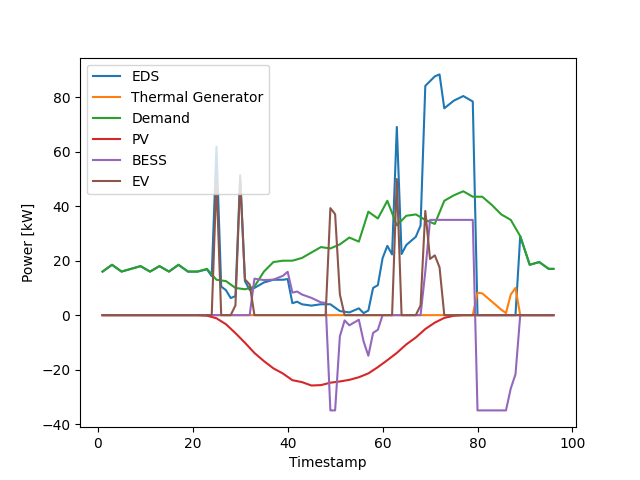 EDS
Thermal Generator
Demand
PV
BESS
EV
80
60
40
20
0
−20
−40
Power [kW]
0 20 40 60 80 100
Timestamp